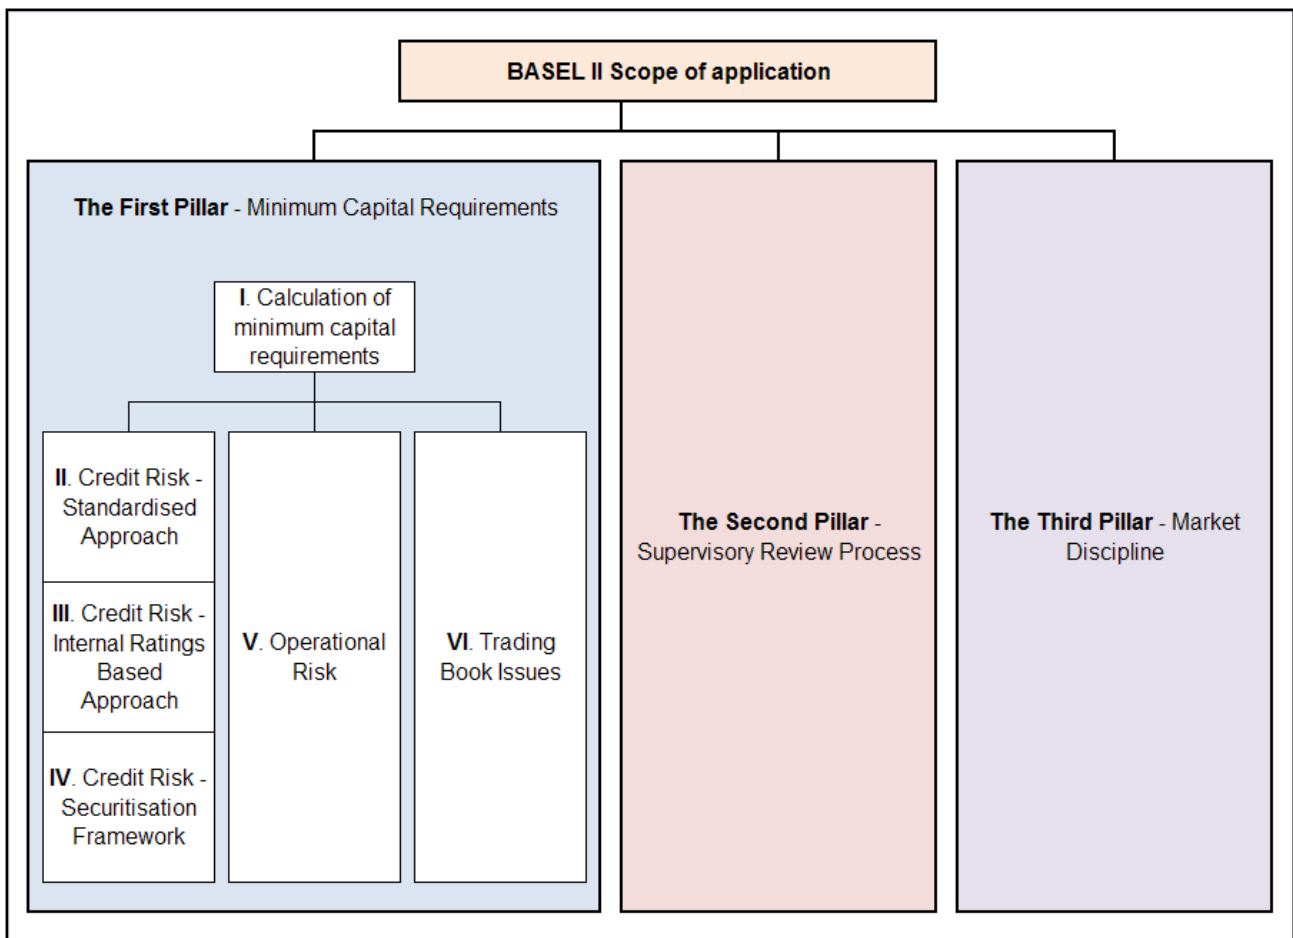 BASEL II Scope of application
The First Pillar - Minimum Capital Requirements
I. Calculation of
minimum capital
requirements
II. Credit Risk -
Standardised
Approach
III. Credit Risk -
Internal Ratings
Based
Approach
IV. Credit Risk -
Securitisation
Framework
V. Operational
Risk
VI. Trading
Book Issues
The Second Pillar -
Supervisory Review Process
The Third Pillar - Market
Discipline